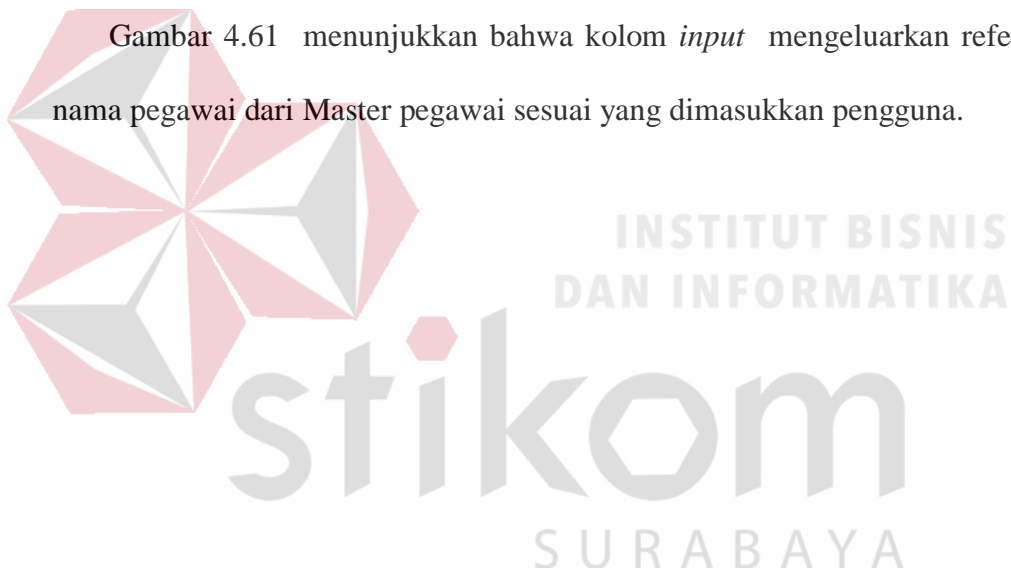 Gambar 4.61 menunjukkan bahwa kolom input mengeluarkan refe
nama pegawai dari Master pegawai sesuai yang dimasukkan pengguna.
INSTITUT BISNIS
DAN INFORMATIKA
stikom
SURABAYA